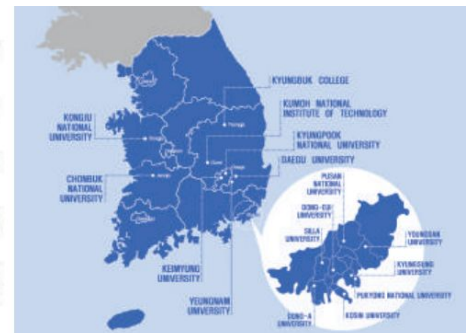 KYUNGBUK COLLEGE
KUMOH NATIONAL
INSTITUTE OF TECHNOLOGY
KONGJU
NATIONAL
UNIVERSITY
KYUNGPOOK
NATIONAL UNIVERSITY
DAEGU UNIVERSITY
CHONBUK
NATIONAL
UNIVERSITY
PUSAN
NATIONAL
UNIVERSITY
DONG-EUI
UNIVERSITY
SILLA
UNIVERSITY
YOUNGSAN
UNIVERSITY
KEIMYUNG
UNIVERSITY
KYUNGSUNG
UNIVERSITY
YEUNGNAM
UNIVERSITY
PUKYONG NATIONAL UNIVERSITY
KOSIN UNIVERSITY
DONG-A
UNIVERSITY